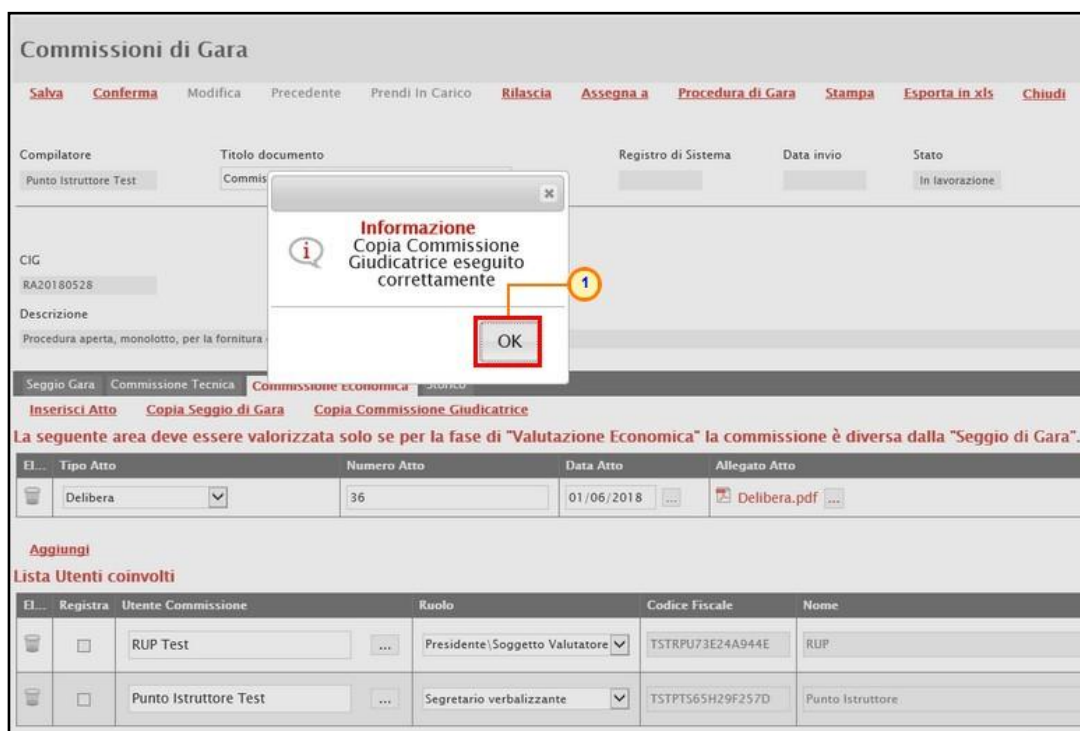 Commissioni di Gara
Salva Conferma Modifica Precedente Prendi In Carico Rilascia Assegna a Procedura di Gara Stampa Esporta in xls Chiudi
Compilatore Titolo documento Registro di Sistema Data invio Stato
Punto Istruttore Test Commis In lavorazione
Informazione
Copia Commissione
Giudicatrice eseguito
correttamente
1
OK
CIG
RA20180528
Descrizione
Procedura aperta, monolotto, per la fornitura
Seggio Gara Commissione Tecnica Commissione Economica Storico
Inserisci Atto Copia Seggio di Gara Copia Commissione Giudicatrice
La seguente area deve essere valorizzata solo se per la fase di "Valutazione Economica" la commissione è diversa dalla "Seggio di Gara".
El... Tipo Atto Numero Atto Data Atto Allegato Atto
Delibera 36 01/06/2018 ... Delibera.pdf ...
Aggiungi
Lista Utenti coinvolti
El... Registra Utente Commissione Ruolo Codice Fiscale Nome
RUP Test ... Presidente\Soggetto Valutatore TSTRPU73E24A944E RUP
Punto Istruttore Test ... Segretario verbalizzante TSTPTS65H29F257D Punto Istruttore